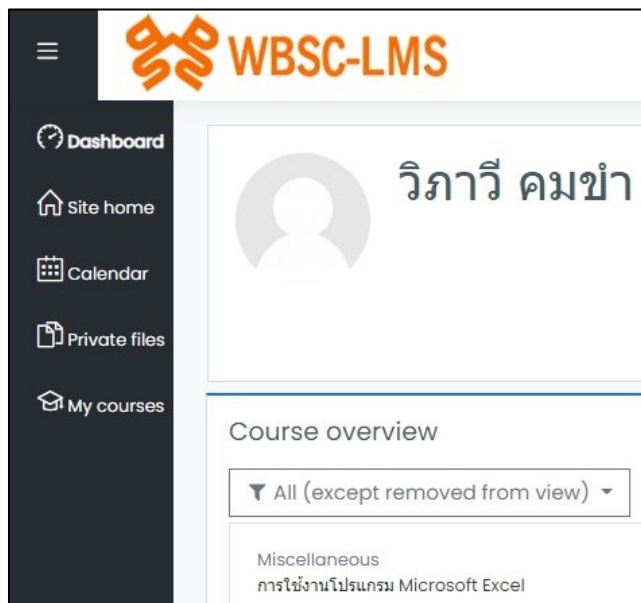 WBSC-LMS
Dashboard
Site home
Calendar
Private files
My courses
วิภาวี คมขำ
Course overview
All (except removed from view)
Miscellaneous
การใช้งานโปรแกรม Microsoft Excel